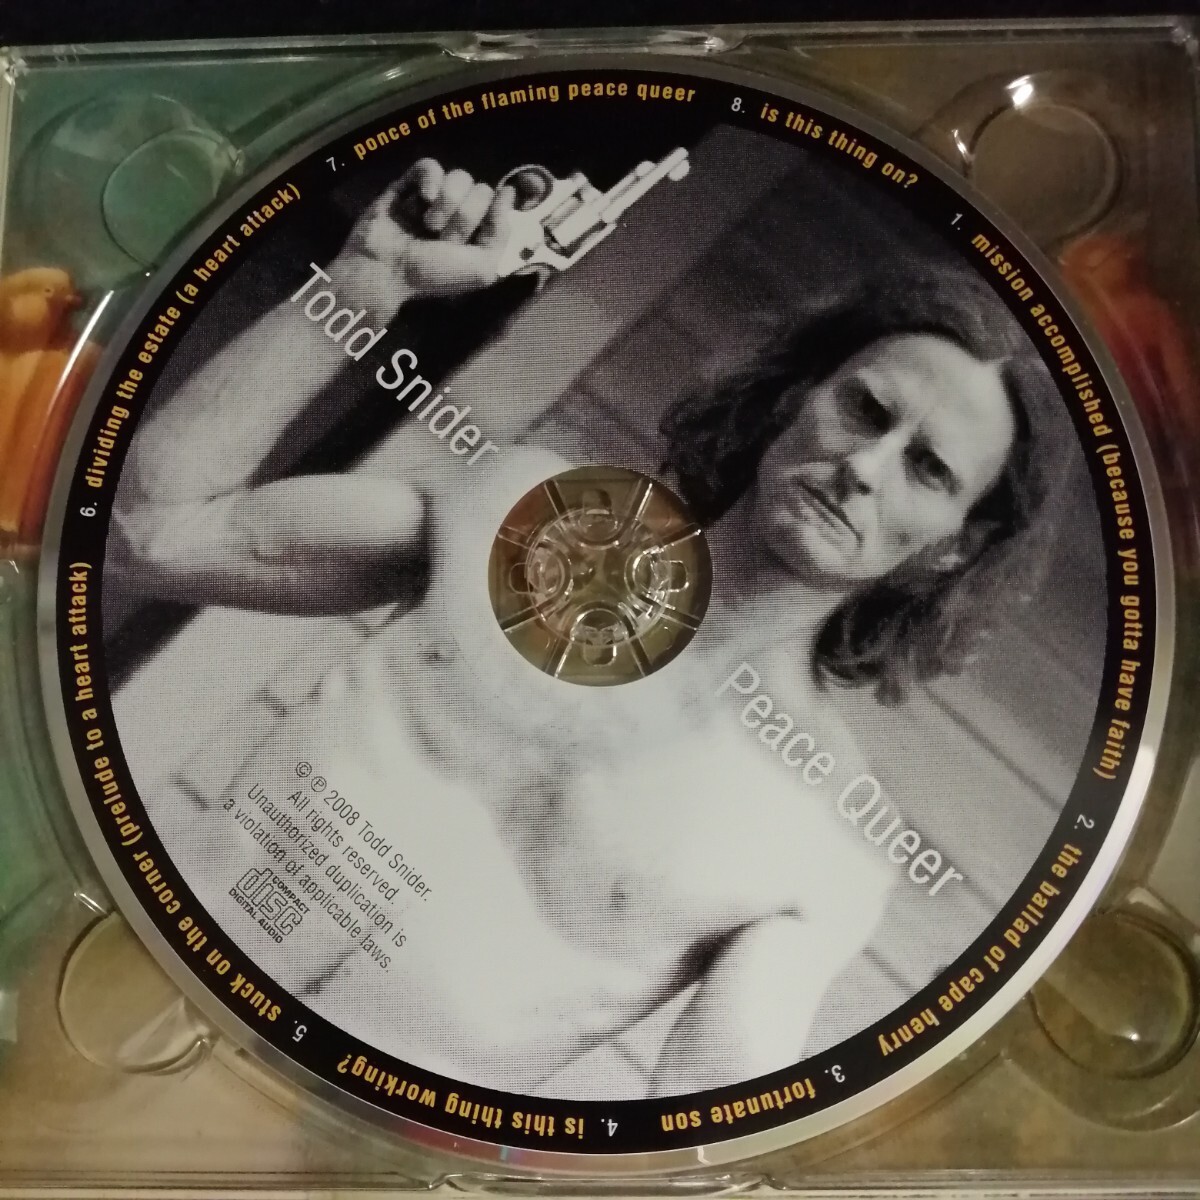 Todd Snider
Peace Queer
1. mission accomplished (because you gotta have faith)
2. the ballad of cape henry
3. fortunate son
4. is this thing working?
5. stuck on the corner (prelude to a heart attack)
6. dividing the estate (a heart attack)
7. ponce of the flaming peace queer
8. is this thing on?
© ℗ 2008 Todd Snider.
All rights reserved.
Unauthorized duplication is
a violation of applicable laws.
COMPACT
disc
DIGITAL AUDIO